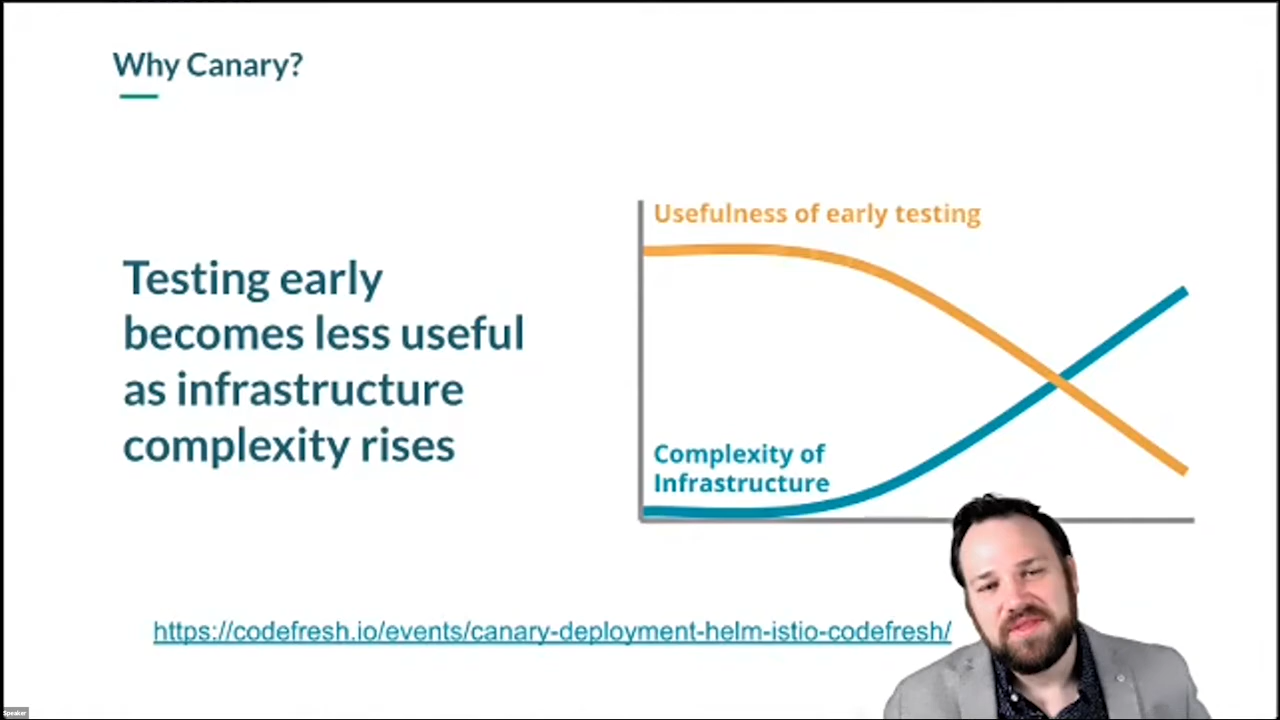 Why Canary?
Usefulness of early testing
Testing early
becomes less useful
as infrastructure
complexity rises
Complexity of
Infrastructure
https://codefresh.io/events/canary-deployment-helm-istio-codefresh/
Speaker